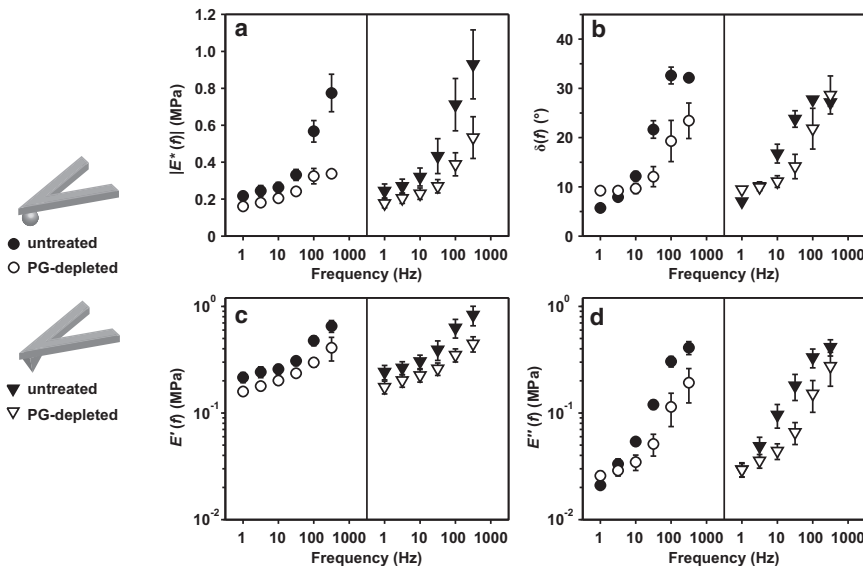 untreated
PG-depleted
untreated
PG-depleted
a
|E* (f)| (MPa)
1.2
1.0
0.8
0.6
0.4
0.2
0
1 10 100 1000 1 10 100 1000
Frequency (Hz)
b
δ(f) (°)
40
30
20
10
0
1 10 100 1000 1 10 100 1000
Frequency (Hz)
c
E′ (f) (MPa)
10⁰
10⁻¹
10⁻²
1 10 100 1000 1 10 100 1000
Frequency (Hz)
d
E″ (f) (MPa)
10⁰
10⁻¹
10⁻²
1 10 100 1000 1 10 100 1000
Frequency (Hz)